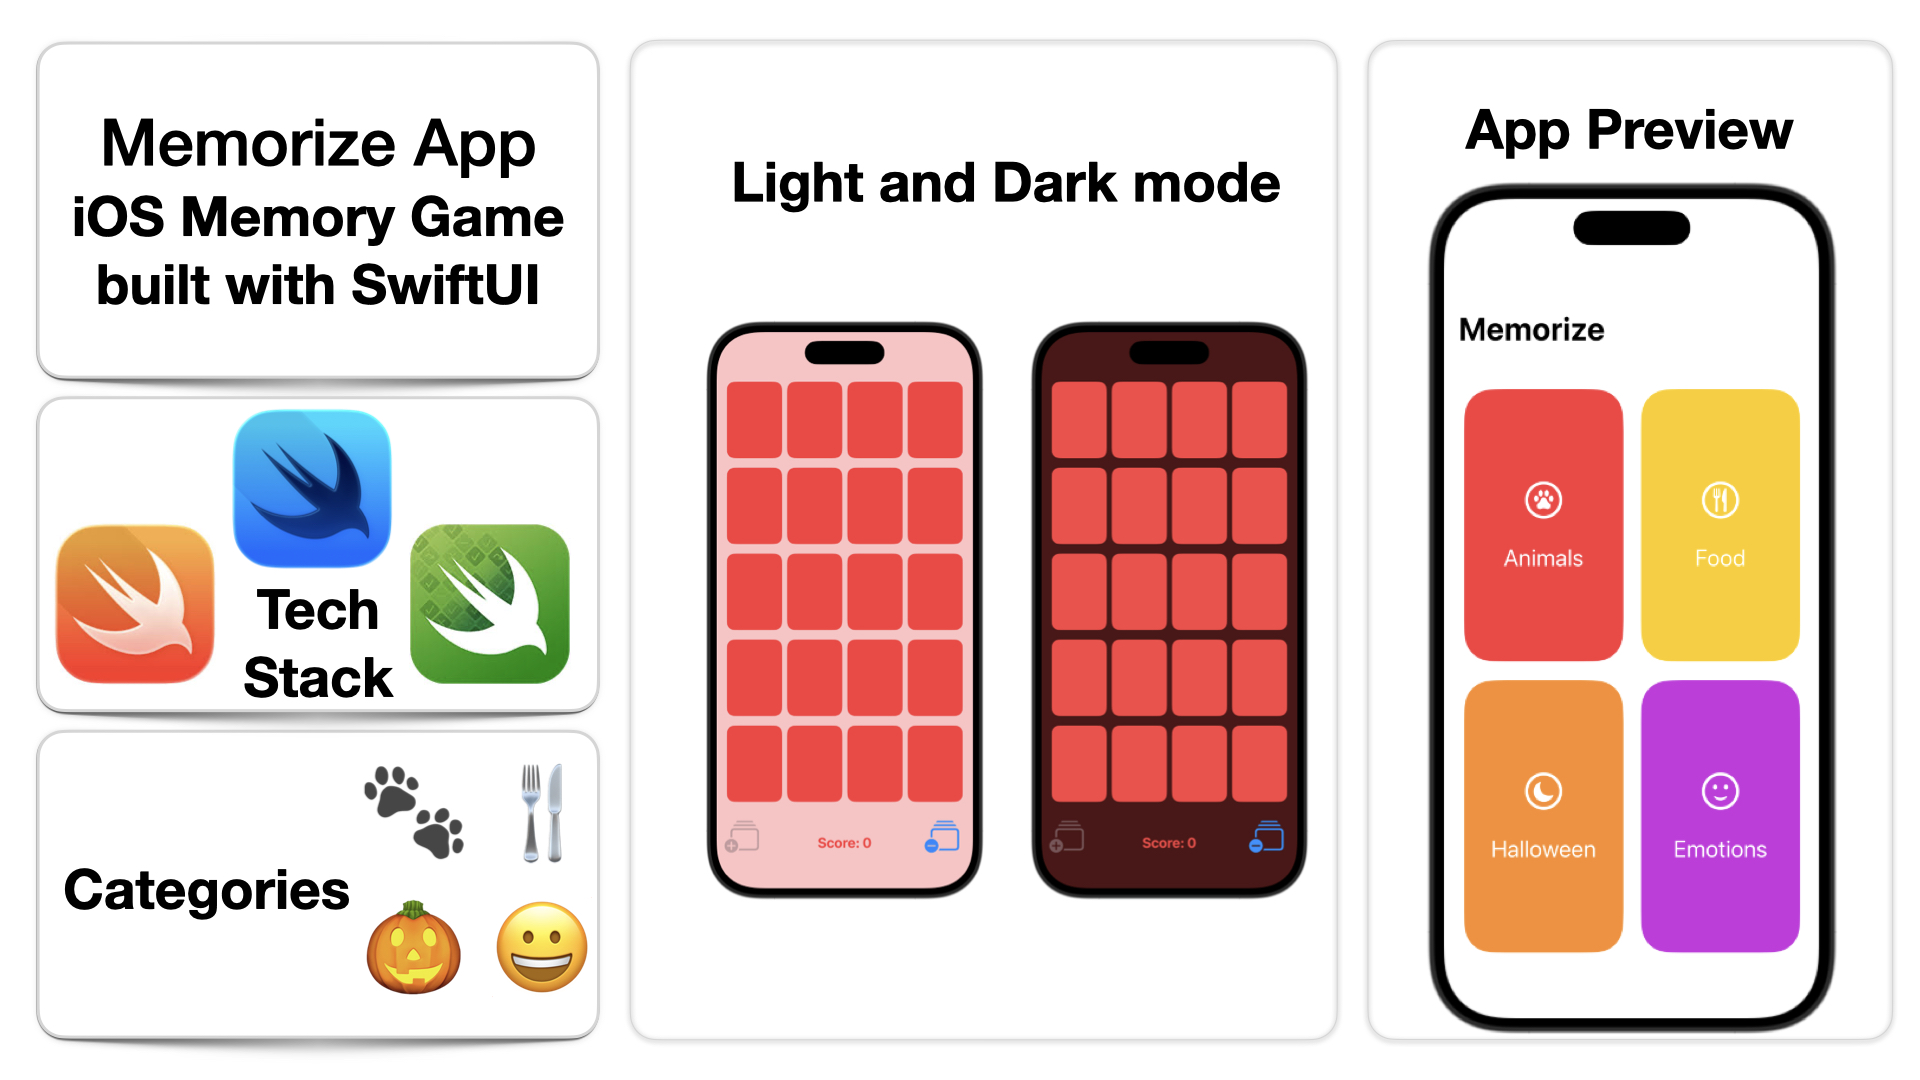 Memorize App
iOS Memory Game
built with SwiftUI
Tech
Stack
Categories
Light and Dark mode
Score: 0
Score: 0
App Preview
Memorize
Animals
Food
Halloween
Emotions